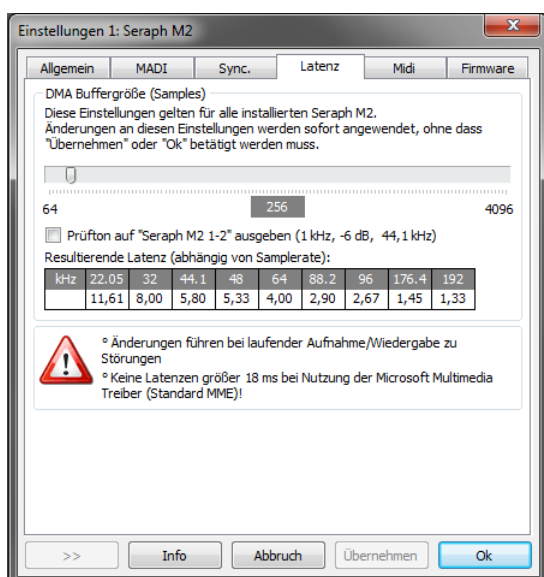 Einstellungen 1: Seraph M2
Allgemein MADI Sync. Latenz Midi Firmware
DMA Buffergröße (Samples)
Diese Einstellungen gelten für alle installierten Seraph M2.
Änderungen an diesen Einstellungen werden sofort angewendet, ohne dass
"Übernehmen" oder "Ok" betätigt werden muss.
64 256 4096
Prüfton auf "Seraph M2 1-2" ausgeben (1 kHz, -6 dB, 44,1 kHz)
Resultierende Latenz (abhängig von Samplerate):
kHz 22.05 32 44.1 48 64 88.2 96 176.4 192
11,61 8,00 5,80 5,33 4,00 2,90 2,67 1,45 1,33
° Änderungen führen bei laufender Aufnahme/Wiedergabe zu
Störungen
° Keine Latenzen größer 18 ms bei Nutzung der Microsoft Multimedia
Treiber (Standard MME)!
>> Info Abbruch Übernehmen Ok